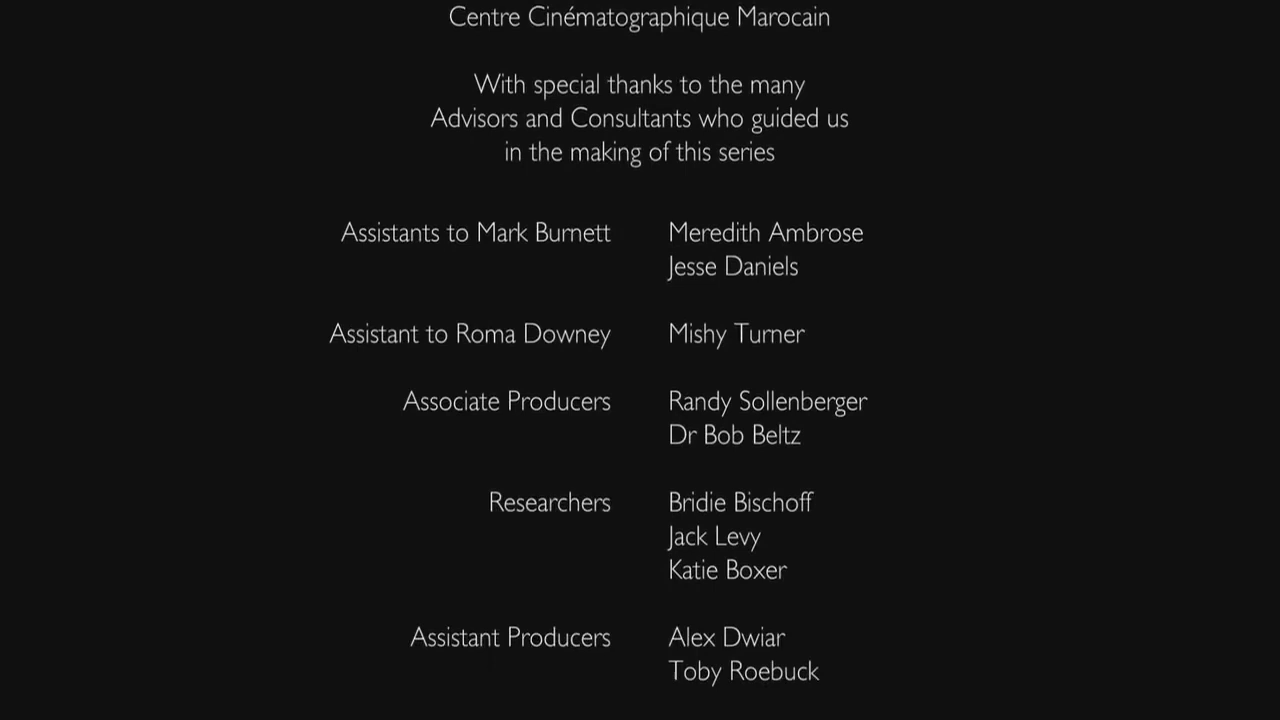 Centre Cinématographique Marocain
With special thanks to the many
Advisors and Consultants who guided us
in the making of this series
Assistants to Mark Burnett Meredith Ambrose
Jesse Daniels
Assistant to Roma Downey Mishy Turner
Associate Producers Randy Sollenberger
Dr Bob Beltz
Researchers Bridie Bischoff
Jack Levy
Katie Boxer
Assistant Producers Alex Dwiar
Toby Roebuck